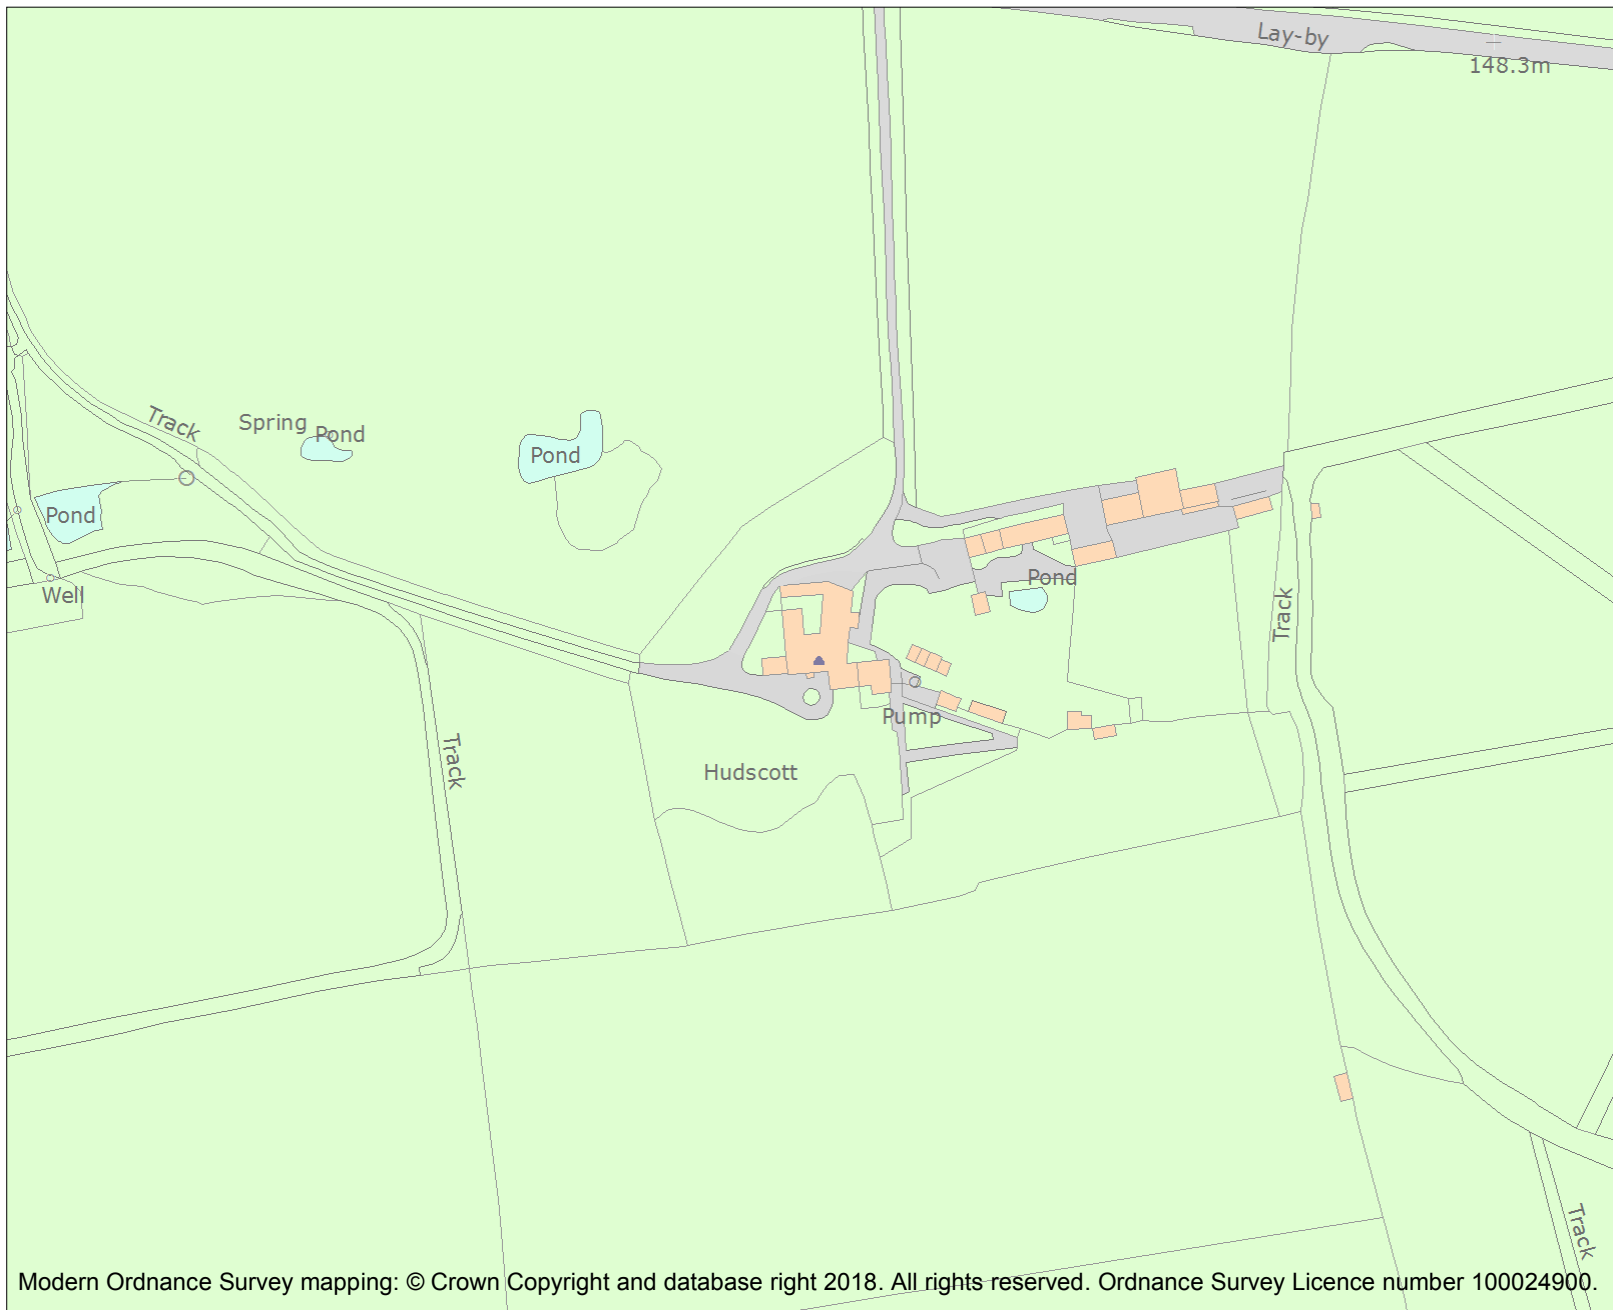 Lay-by
148.3m
Track
Spring
Pond
Pond
Pond
Pond
Well
Track
Pump
Hudscott
Track
Track
Modern Ordnance Survey mapping: © Crown Copyright and database right 2018. All rights reserved. Ordnance Survey Licence number 100024900.